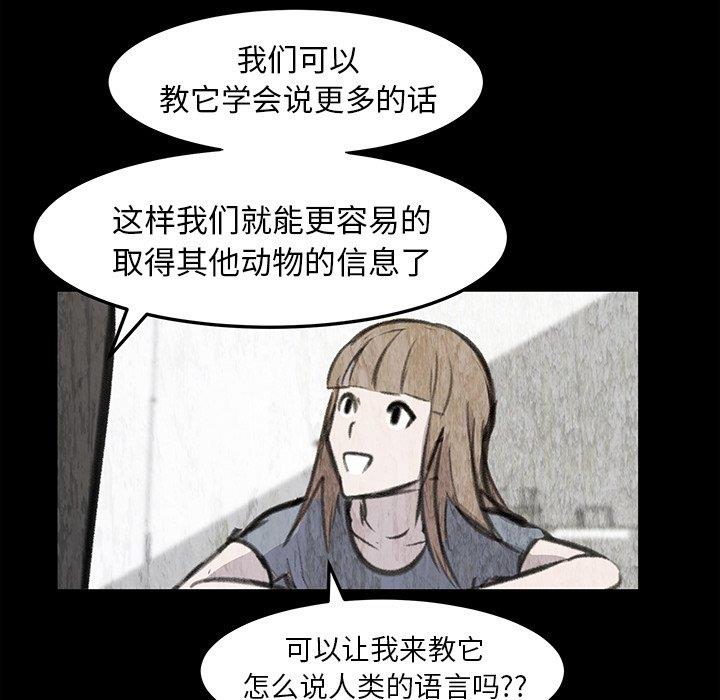 我们可以
教它学会说更多的话
这样我们就能更容易的
取得其他动物的信息了
可以让我来教它
怎么说人类的语言吗??